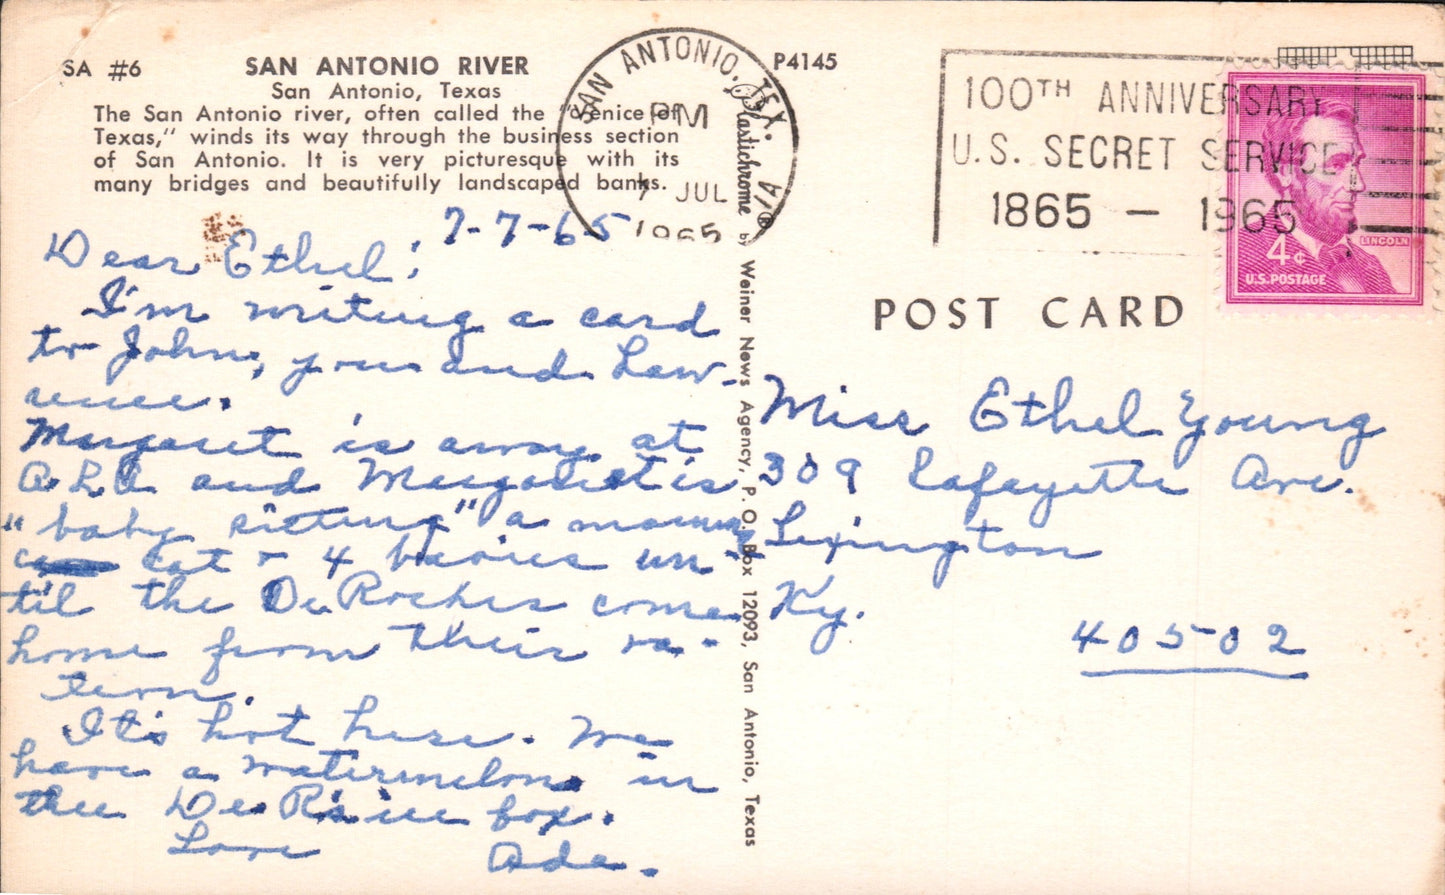 SA #6
SAN ANTONIO RIVER
San Antonio, Texas
The San Antonio river, often called the "Venice of
Texas," winds its way through the business section
of San Antonio. It is very picturesque with its
many bridges and beautifully landscaped banks.
P4145
SAN ANTONIO, TEX.
PM
7 JUL
1965
100TH ANNIVERSARY
U.S. SECRET SERVICE
1865 – 1965
4¢
LINCOLN
U.S. POSTAGE
Plastichrome ® by Weiner News Agency, P. O. Box 12093, San Antonio, Texas
POST CARD
7-7-65
Dear Ethel:
I'm writing a card
to John, you and Law-
rence.
Margaret is away at
A.L.A and Margaret is
"baby sitting" a mama
cat + 4 babies un-
til the De Roches come
home from their va-
tion.
It's hot here. We
have a watermelon in
the box.
Love
Ada.
Miss Ethel Young
309 Lafayette Ave.
Lexington
Ky.
40502